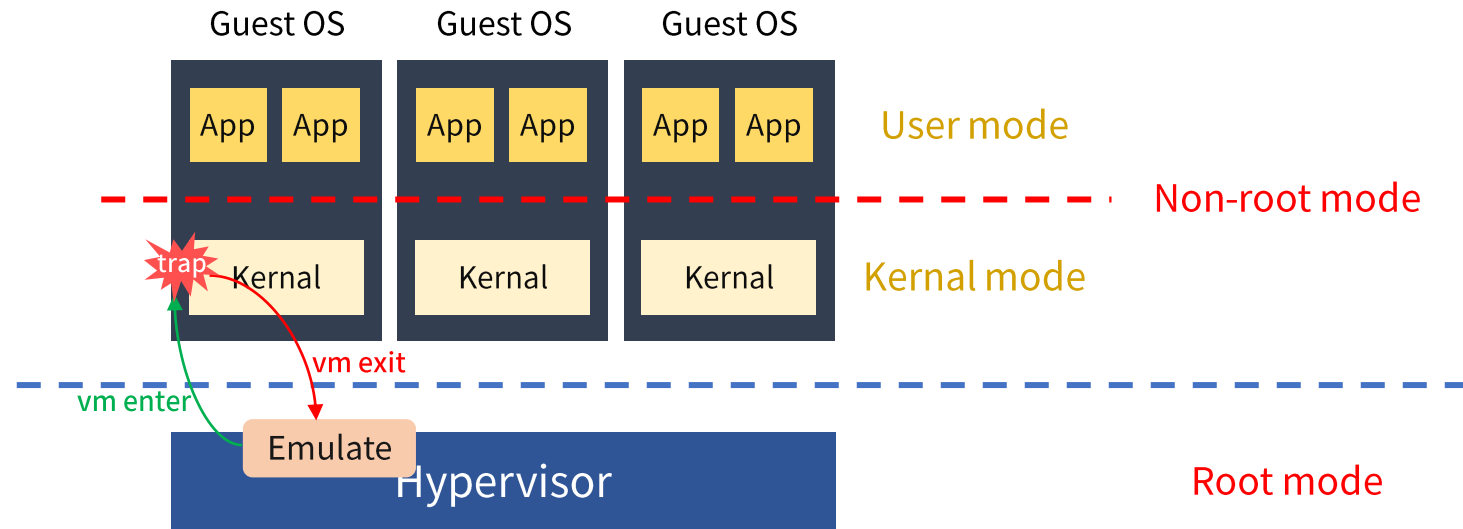 Guest OS Guest OS Guest OS
App App App App App App
User mode
Non-root mode
trap
Kernal Kernal Kernal
Kernal mode
vm exit
vm enter
Emulate
Hypervisor
Root mode